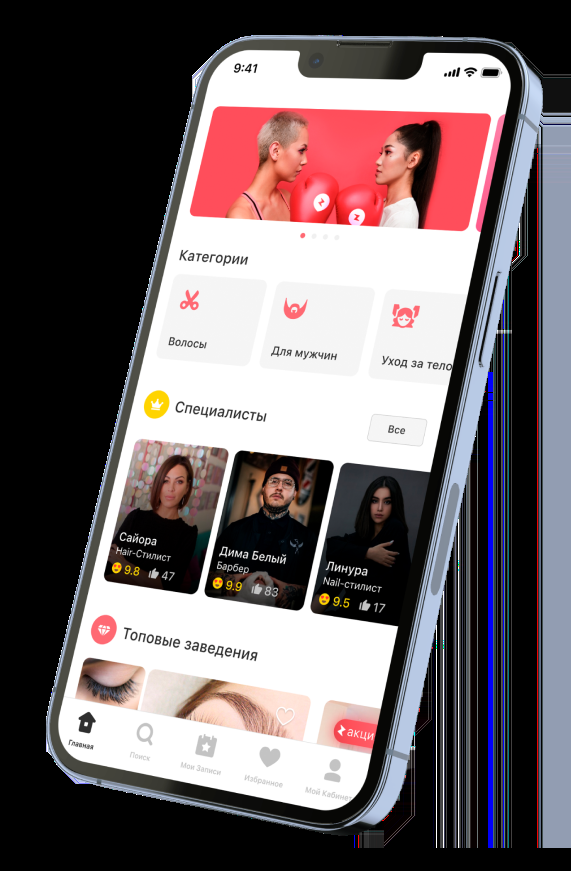 9:41
Категории
Волосы
Для мужчин
Уход за тело
Специалисты
Все
Сайора
Hair-Стилист
9.8 47
Дима Белый
Барбер
9.9 83
Линура
Nail-стилист
9.5 17
Топовые заведения
акци
Главная
Поиск
Мои Записи
Избранное
Мой Кабинет